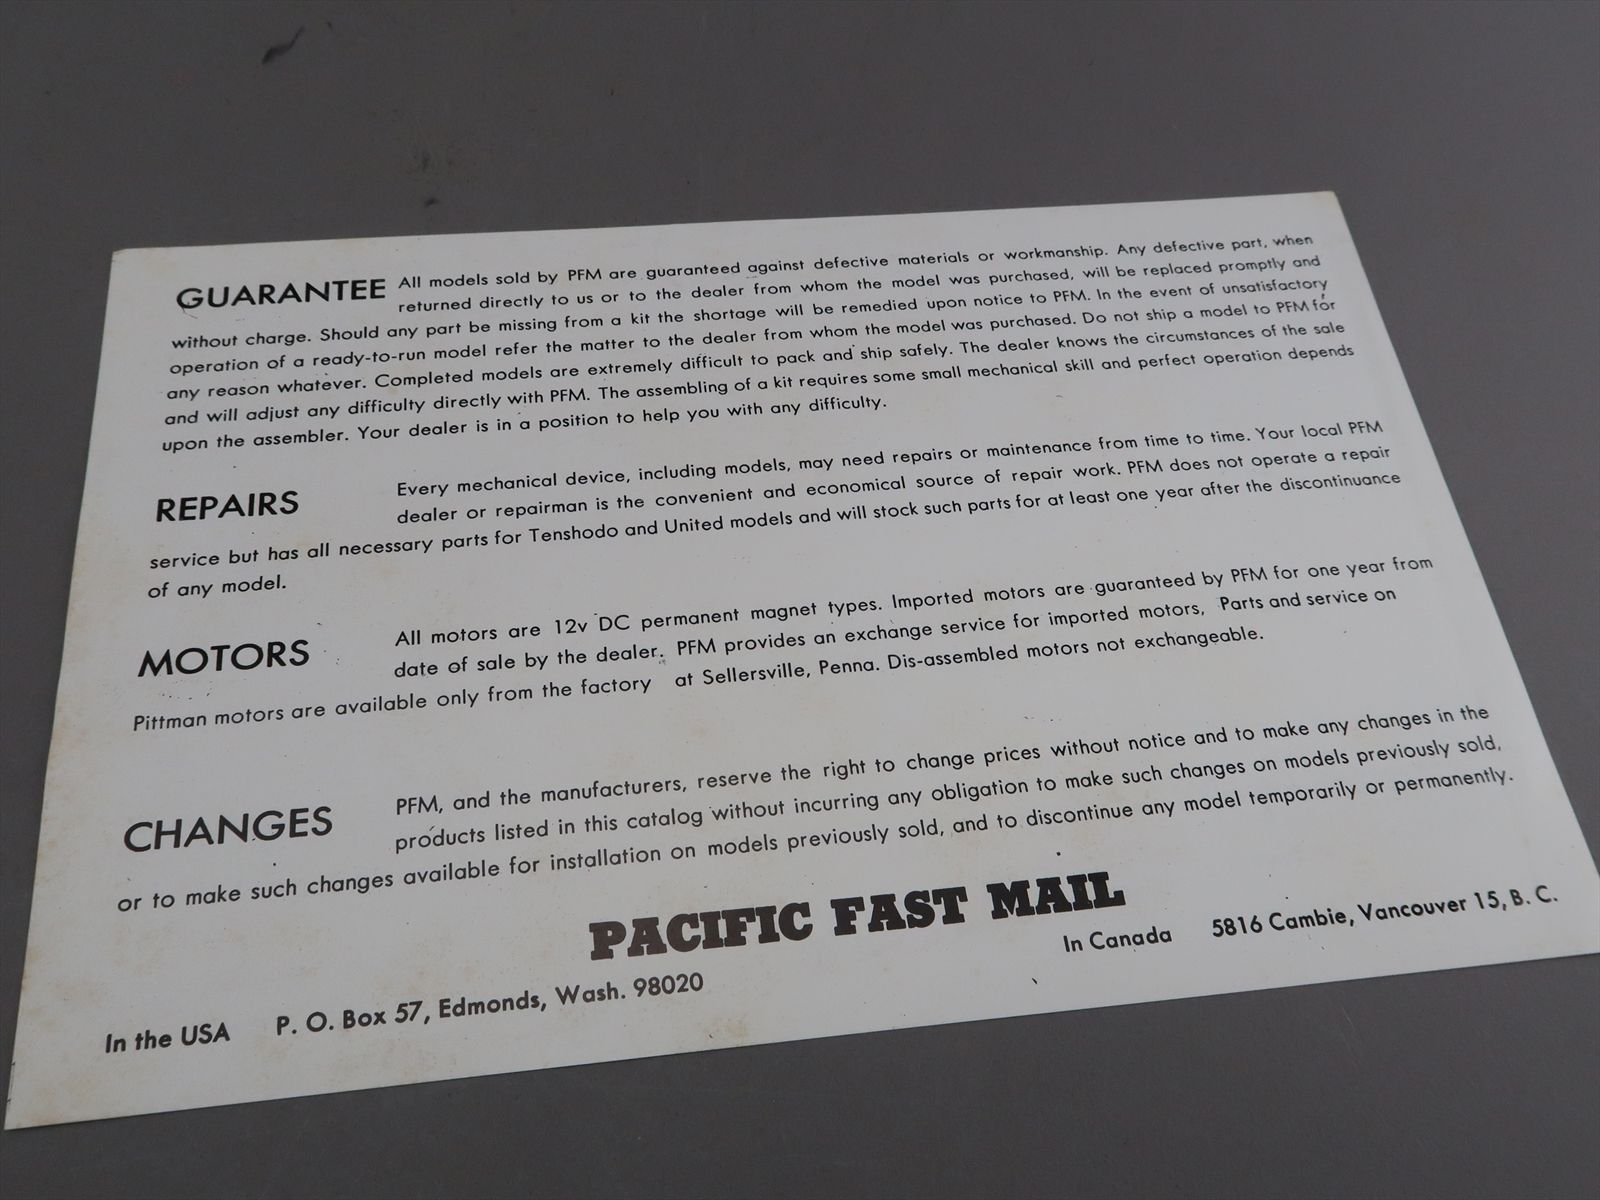 GUARANTEE All models sold by PFM are guaranteed against defective materials or workmanship. Any defective part, when
returned directly to us or to the dealer from whom the model was purchased, will be replaced promptly and
without charge. Should any part be missing from a kit the shortage will be remedied upon notice to PFM. In the event of unsatisfactory
operation of a ready-to-run model refer the matter to the dealer from whom the model was purchased. Do not ship a model to PFM for
any reason whatever. Completed models are extremely difficult to pack and ship safely. The dealer knows the circumstances of the sale
and will adjust any difficulty directly with PFM. The assembling of a kit requires some small mechanical skill and perfect operation depends
upon the assembler. Your dealer is in a position to help you with any difficulty.
REPAIRS Every mechanical device, including models, may need repairs or maintenance from time to time. Your local PFM
dealer or repairman is the convenient and economical source of repair work. PFM does not operate a repair
service but has all necessary parts for Tenshodo and United models and will stock such parts for at least one year after the discontinuance
of any model.
MOTORS All motors are 12v DC permanent magnet types. Imported motors are guaranteed by PFM for one year from
date of sale by the dealer. PFM provides an exchange service for imported motors, Parts and service on
Pittman motors are available only from the factory at Sellersville, Penna. Dis-assembled motors not exchangeable.
CHANGES PFM, and the manufacturers, reserve the right to change prices without notice and to make any changes in the
products listed in this catalog without incurring any obligation to make such changes on models previously sold,
or to make such changes available for installation on models previously sold, and to discontinue any model temporarily or permanently.
PACIFIC FAST MAIL
In the USA P. O. Box 57, Edmonds, Wash. 98020
In Canada 5816 Cambie, Vancouver 15, B. C.